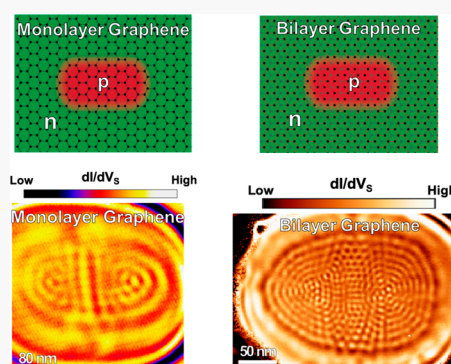 Monolayer Graphene
p
n
Bilayer Graphene
p
n
Low dI/dVS High
Monolayer Graphene
80 nm
Low dI/dVS High
Bilayer Graphene
50 nm